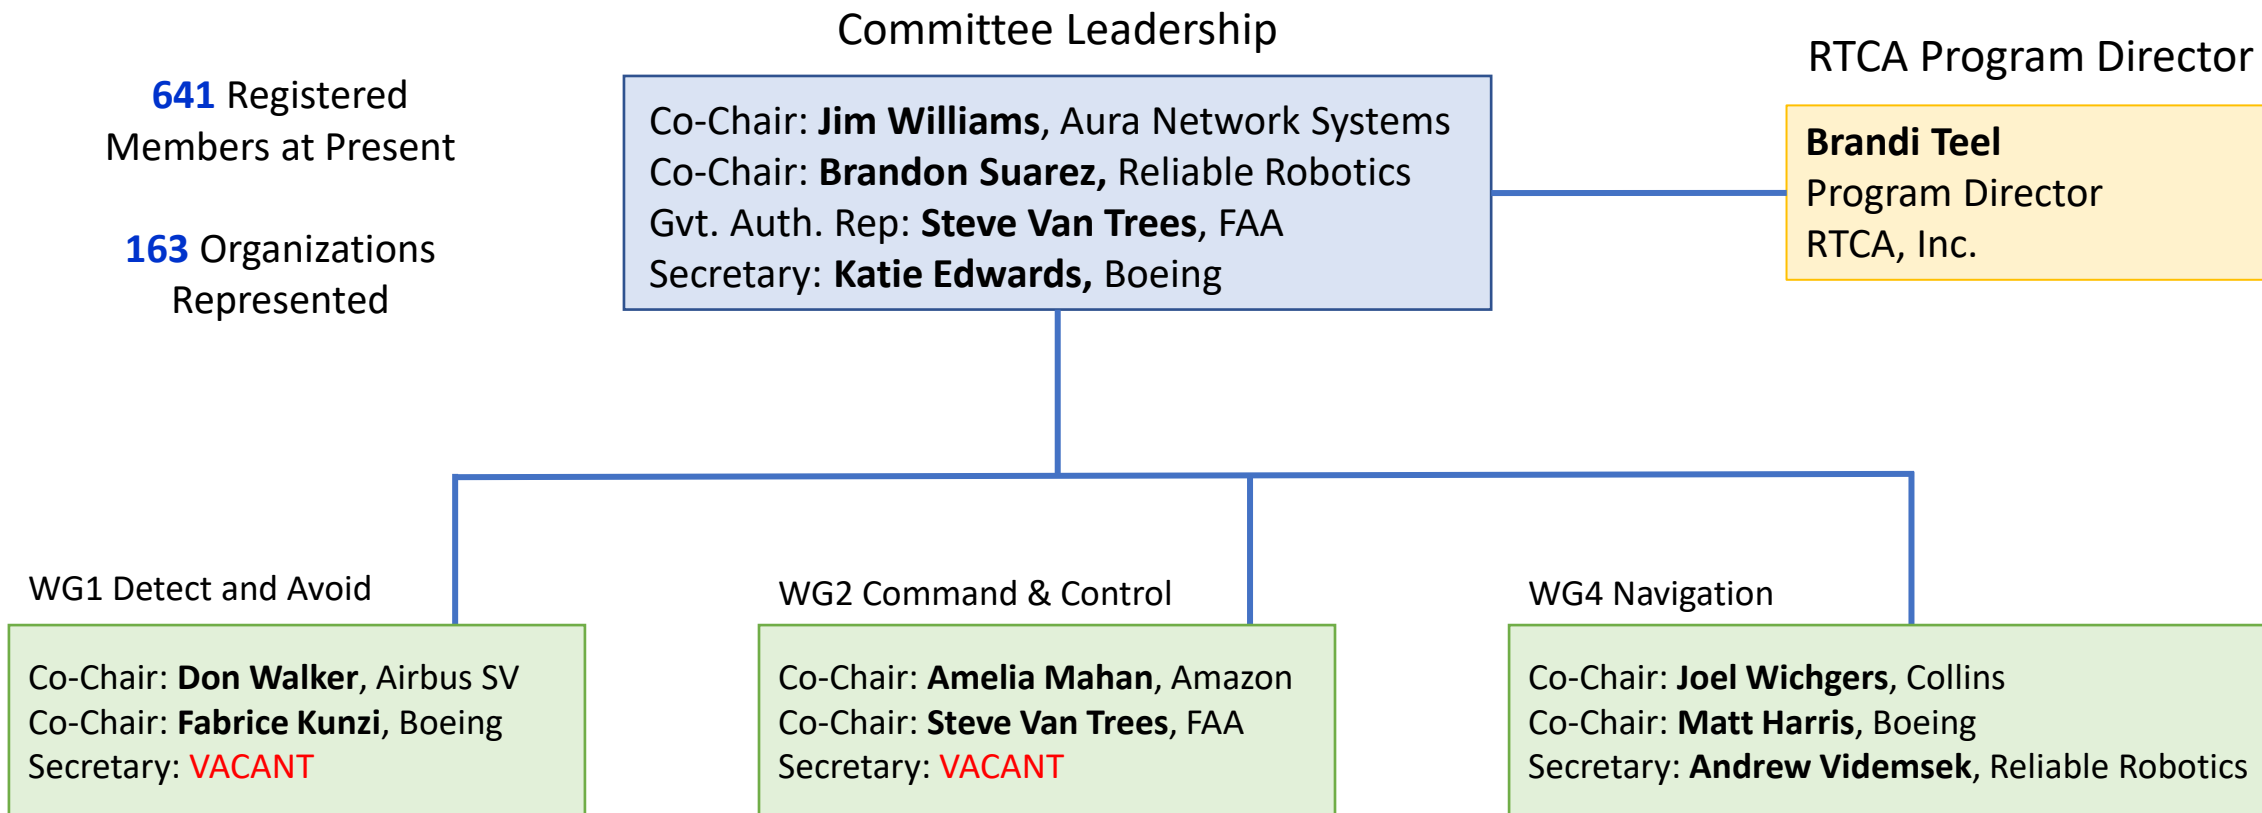 Committee Leadership
RTCA Program Director
641 Registered
Members at Present
163 Organizations
Represented
Co-Chair: Jim Williams, Aura Network Systems
Co-Chair: Brandon Suarez, Reliable Robotics
Gvt. Auth. Rep: Steve Van Trees, FAA
Secretary: Katie Edwards, Boeing
Brandi Teel
Program Director
RTCA, Inc.
WG1 Detect and Avoid
Co-Chair: Don Walker, Airbus SV
Co-Chair: Fabrice Kunzi, Boeing
Secretary: VACANT
WG2 Command & Control
Co-Chair: Amelia Mahan, Amazon
Co-Chair: Steve Van Trees, FAA
Secretary: VACANT
WG4 Navigation
Co-Chair: Joel Wichgers, Collins
Co-Chair: Matt Harris, Boeing
Secretary: Andrew Videmsek, Reliable Robotics